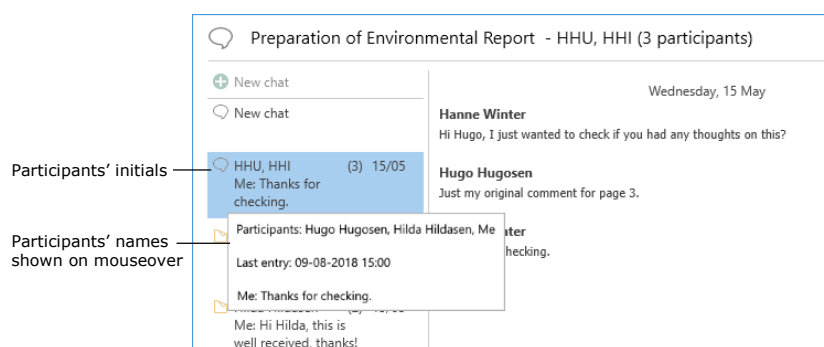 Preparation of Environmental Report - HHU, HHI (3 participants)
New chat
New chat
Participants' initials
HHU, HHI (3) 15/05
Me: Thanks for
checking.
Participants' names
shown on mouseover
Participants: Hugo Hugosen, Hilda Hildasen, Me
Last entry: 09-08-2018 15:00
Me: Thanks for checking.
Me: Hi Hilda, this is
well received, thanks!
Wednesday, 15 May
Hanne Winter
Hi Hugo, I just wanted to check if you had any thoughts on this?
Hugo Hugosen
Just my original comment for page 3.
nter
hecking.